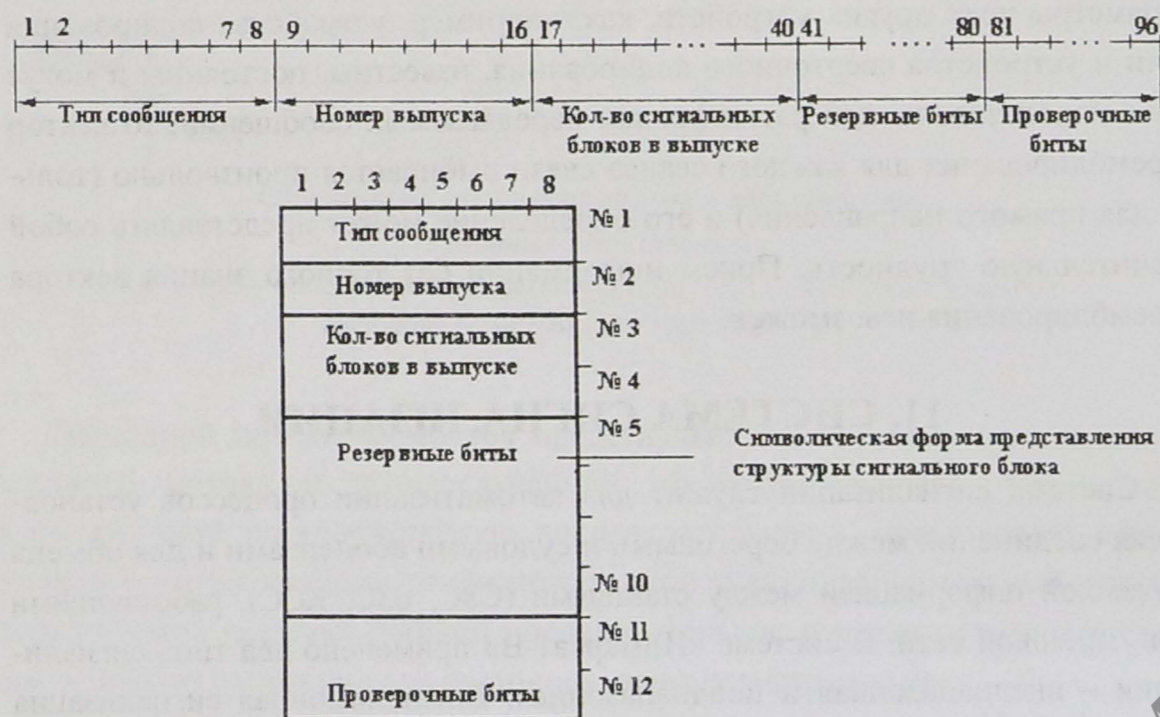 1 2 7 8 9 16 17 40 41 80 81 96
Тип сообщения Номер выпуска Кол-во сигнальных Резервные биты Проверочные
блоков в выпуске биты
1 2 3 4 5 6 7 8
Тип сообщения
№ 1
Номер выпуска
№ 2
Кол-во сигнальных
№ 3
блоков в выпуске
№ 4
Резервные биты
№ 5
Символическая форма представления
структуры сигнального блока
№ 10
№ 11
Проверочные биты
№ 12